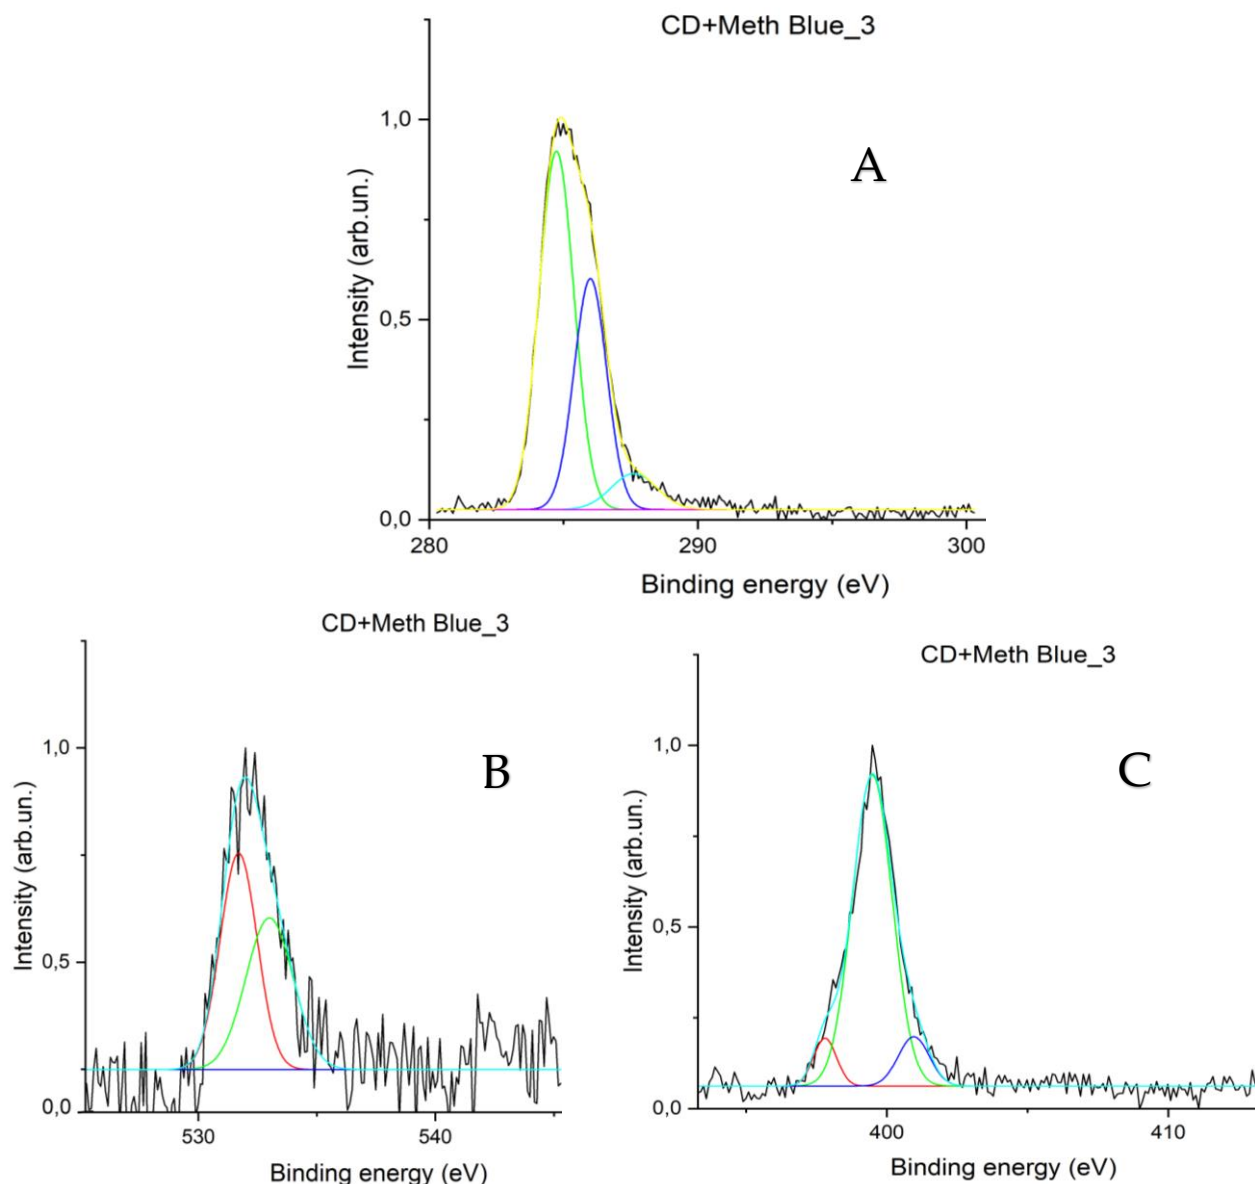 CD+Meth Blue_3
A
Intensity (arb.un.)
1,0
0,5
0,0
280
290
300
Binding energy (eV)
CD+Meth Blue_3
B
Intensity (arb.un.)
1,0
0,5
0,0
530
540
Binding energy (eV)
CD+Meth Blue_3
C
Intensity (arb.un.)
1,0
0,5
0,0
400
410
Binding energy (eV)